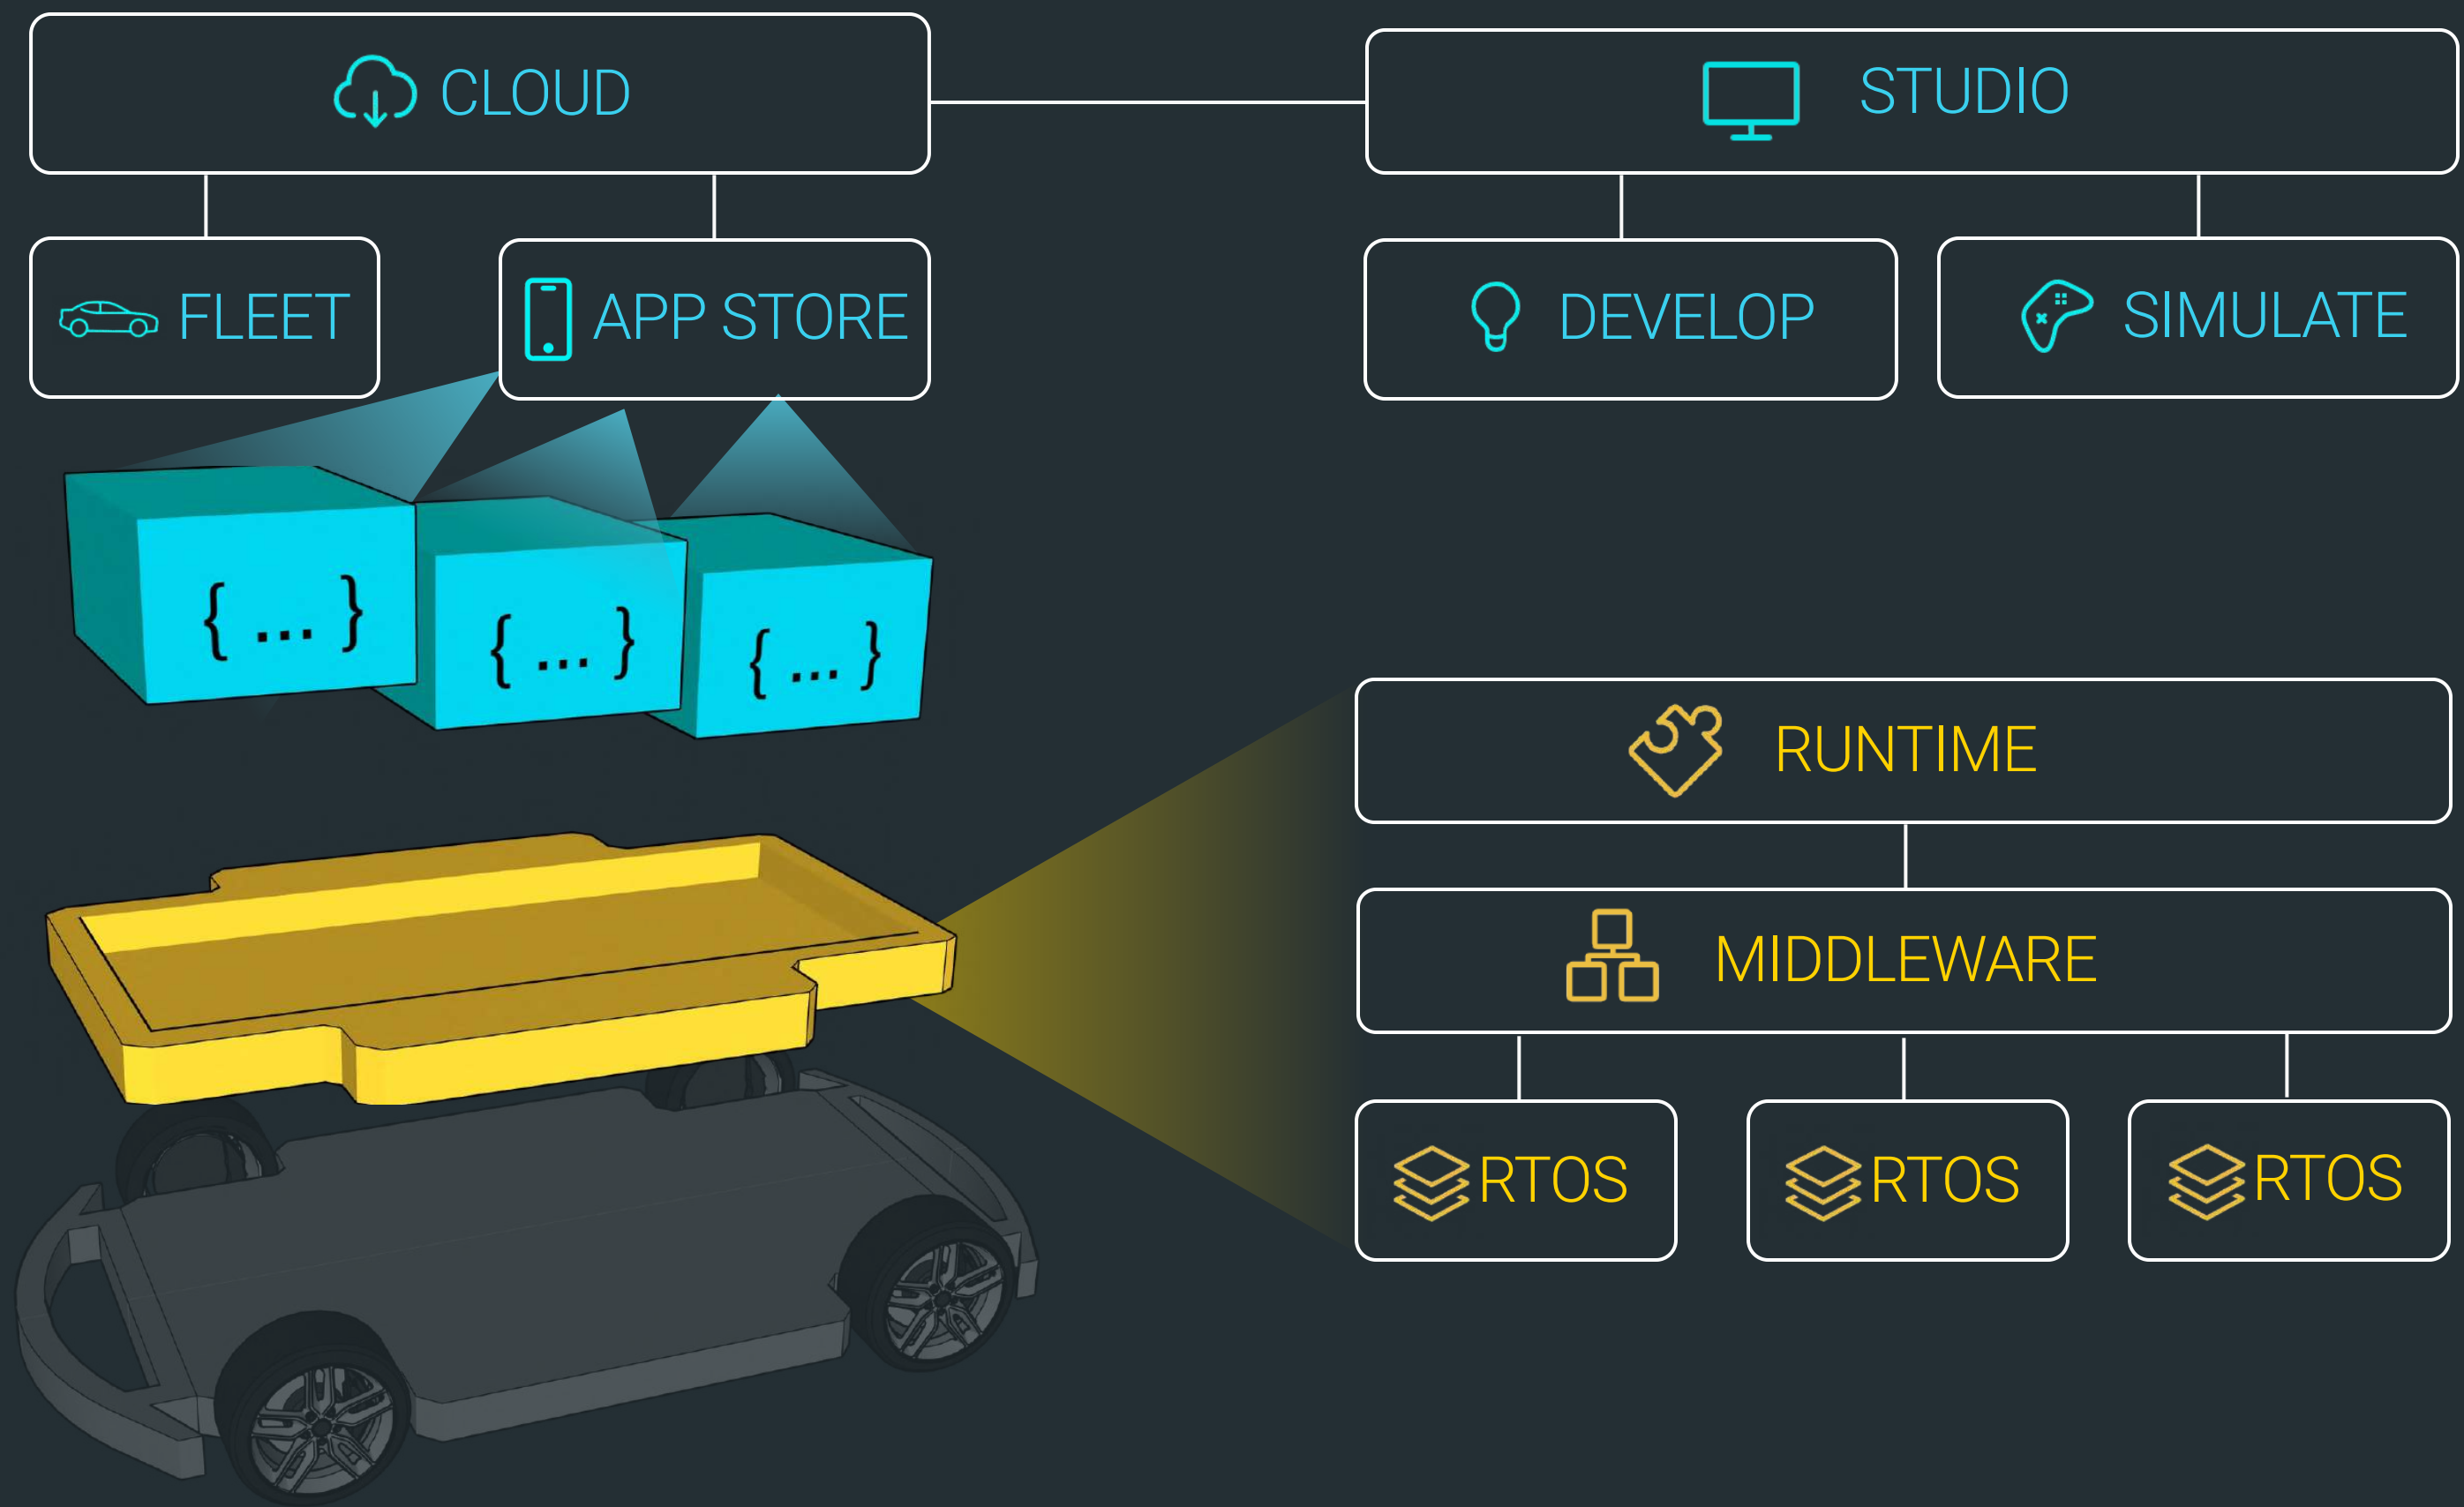 CLOUD
STUDIO
FLEET
APP STORE
DEVELOP
SIMULATE
{ ... }
{ ... }
{ ... }
RUNTIME
MIDDLEWARE
RTOS
RTOS
RTOS